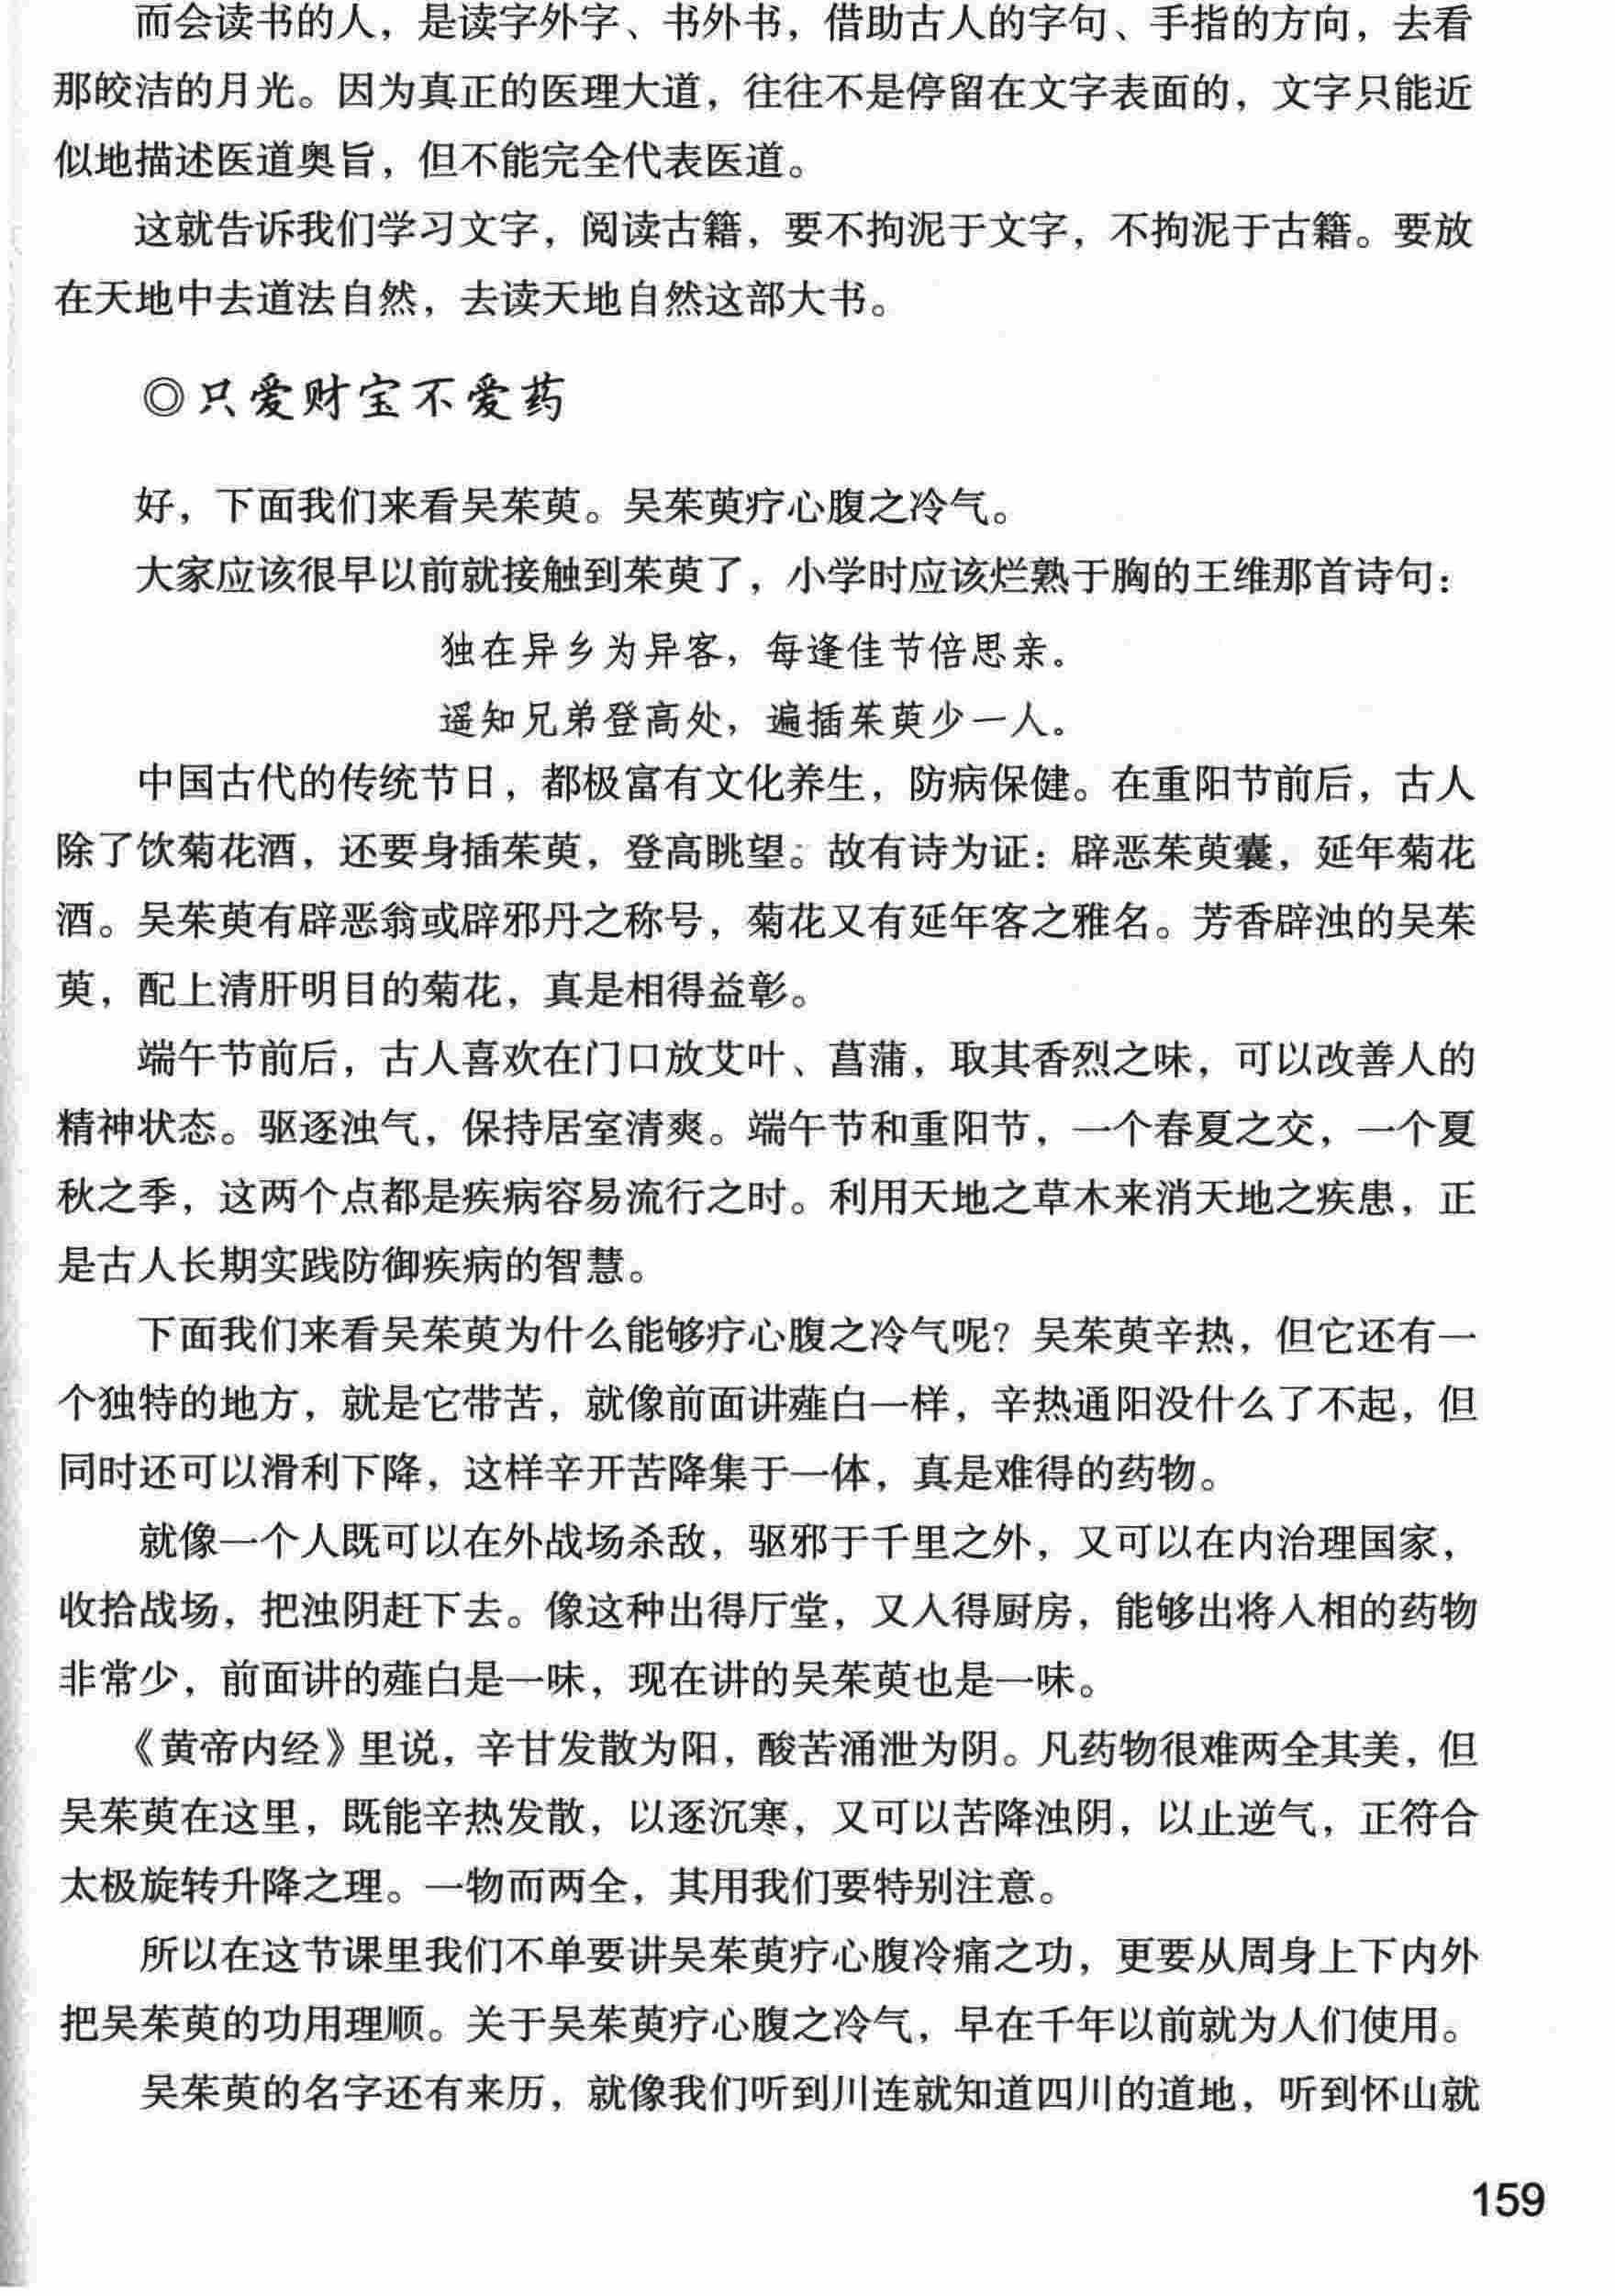 而会读书的人，是读字外字、书外书，借助古人的字句、手指的方向，去看
那皎洁的月光。因为真正的医理大道，往往不是停留在文字表面的，文字只能近
似地描述医道奥旨，但不能完全代表医道。
这就告诉我们学习文字，阅读古籍，要不拘泥于文字，不拘泥于古籍。要放
在天地中去道法自然，去读天地自然这部大书。
◎只爱财宝不爱药
好，下面我们来看吴茱萸。吴茱萸疗心腹之冷气。
大家应该很早以前就接触到茱萸了，小学时应该烂熟于胸的王维那首诗句：
独在异乡为异客，每逢佳节倍思亲。
遥知兄弟登高处，遍插茱萸少一人。
中国古代的传统节日，都极富有文化养生，防病保健。在重阳节前后，古人
除了饮菊花酒，还要身插茱萸，登高眺望。故有诗为证：辟恶茱萸囊，延年菊花
酒。吴茱萸有辟恶翁或辟邪丹之称号，菊花又有延年客之雅名。芳香辟浊的吴茱
萸，配上清肝明目的菊花，真是相得益彰。
端午节前后，古人喜欢在门口放艾叶、菖蒲，取其香烈之味，可以改善人的
精神状态。驱逐浊气，保持居室清爽。端午节和重阳节，一个春夏之交，一个夏
秋之季，这两个点都是疾病容易流行之时。利用天地之草木来消天地之疾患，正
是古人长期实践防御疾病的智慧。
下面我们来看吴茱萸为什么能够疗心腹之冷气呢？吴茱萸辛热，但它还有一
个独特的地方，就是它带苦，就像前面讲薤白一样，辛热通阳没什么了不起，但
同时还可以滑利下降，这样辛开苦降集于一体，真是难得的药物。
就像一个人既可以在外战场杀敌，驱邪于千里之外，又可以在内治理国家，
收拾战场，把浊阴赶下去。像这种出得厅堂，又入得厨房，能够出将入相的药物
非常少，前面讲的薤白是一味，现在讲的吴茱萸也是一味。
《黄帝内经》里说，辛甘发散为阳，酸苦涌泄为阴。凡药物很难两全其美，但
吴茱萸在这里，既能辛热发散，以逐沉寒，又可以苦降浊阴，以止逆气，正符合
太极旋转升降之理。一物而两全，其用我们要特别注意。
所以在这节课里我们不单要讲吴茱萸疗心腹冷痛之功，更要从周身上下内外
把吴茱萸的功用理顺。关于吴茱萸疗心腹之冷气，早在千年以前就为人们使用。
吴茱萸的名字还有来历，就像我们听到川连就知道四川的道地，听到怀山就
159